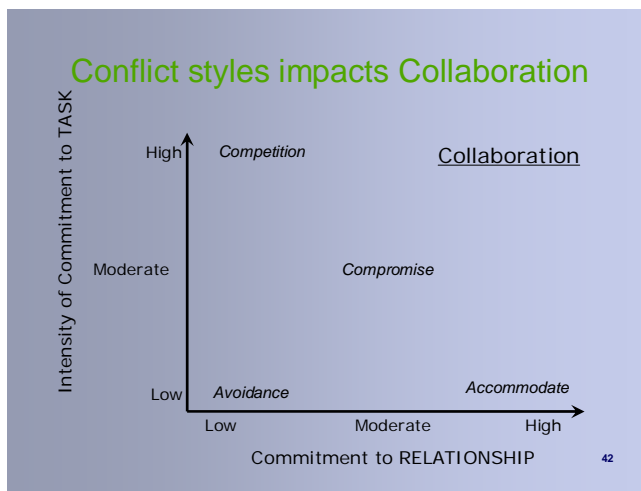 Conflict styles impacts Collaboration
Intensity of Commitment to TASK
High
Competition
Collaboration
Moderate
Compromise
Low
Avoidance
Accommodate
Low
Moderate
High
Commitment to RELATIONSHIP
42